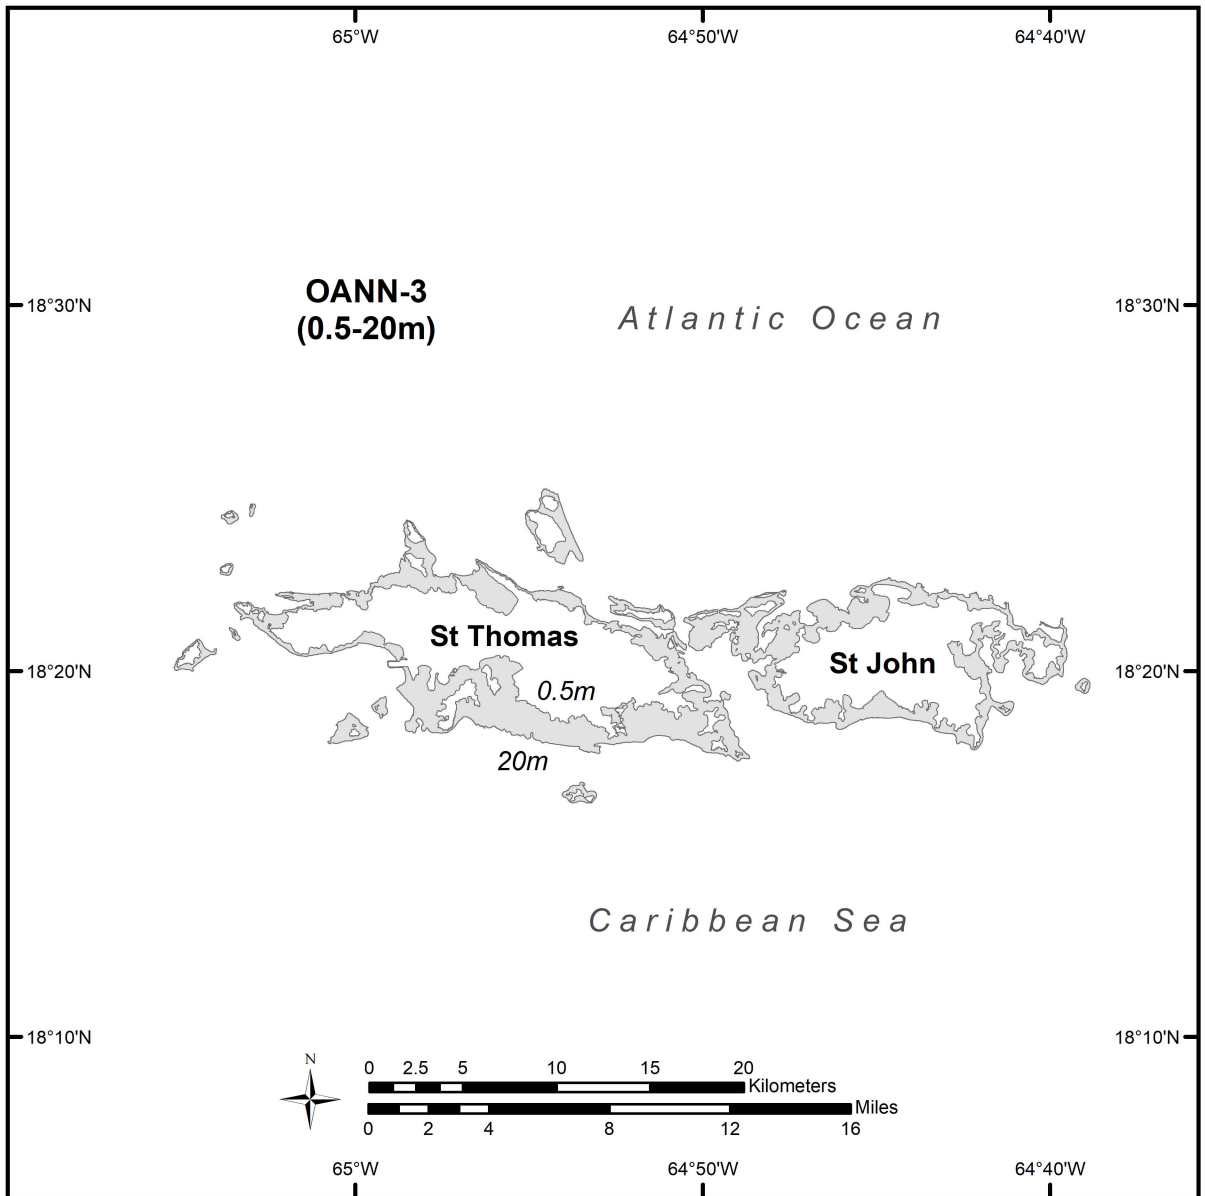 65°W 64°50'W 64°40'W
OANN-3
(0.5-20m)
18°30'N 18°30'N
Atlantic Ocean
St Thomas
St John
18°20'N 18°20'N
0.5m
20m
Caribbean Sea
18°10'N 18°10'N
N
0 2.5 5 10 15 20
Kilometers
Miles
0 2 4 8 12 16
65°W 64°50'W 64°40'W